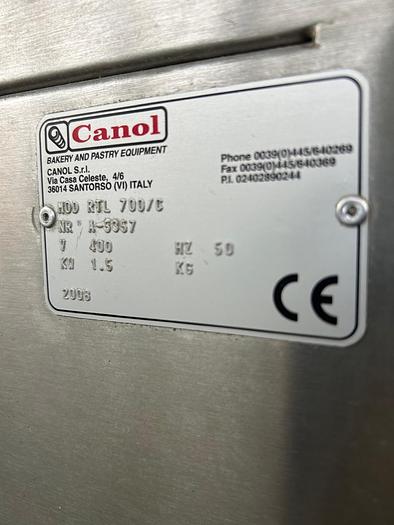 Canol
BAKERY AND PASTRY EQUIPMENT
CANOL S.r.l.
Via Casa Celeste, 4/6
36014 SANTORSO (VI) ITALY
Phone 0039(0)445/640269
Fax 0039(0)445/640369
P.I. 02402890244
MOD RTL 700/C
NR° A-3357
V 400 HZ 50
KW 1.5 KG
2008
CE